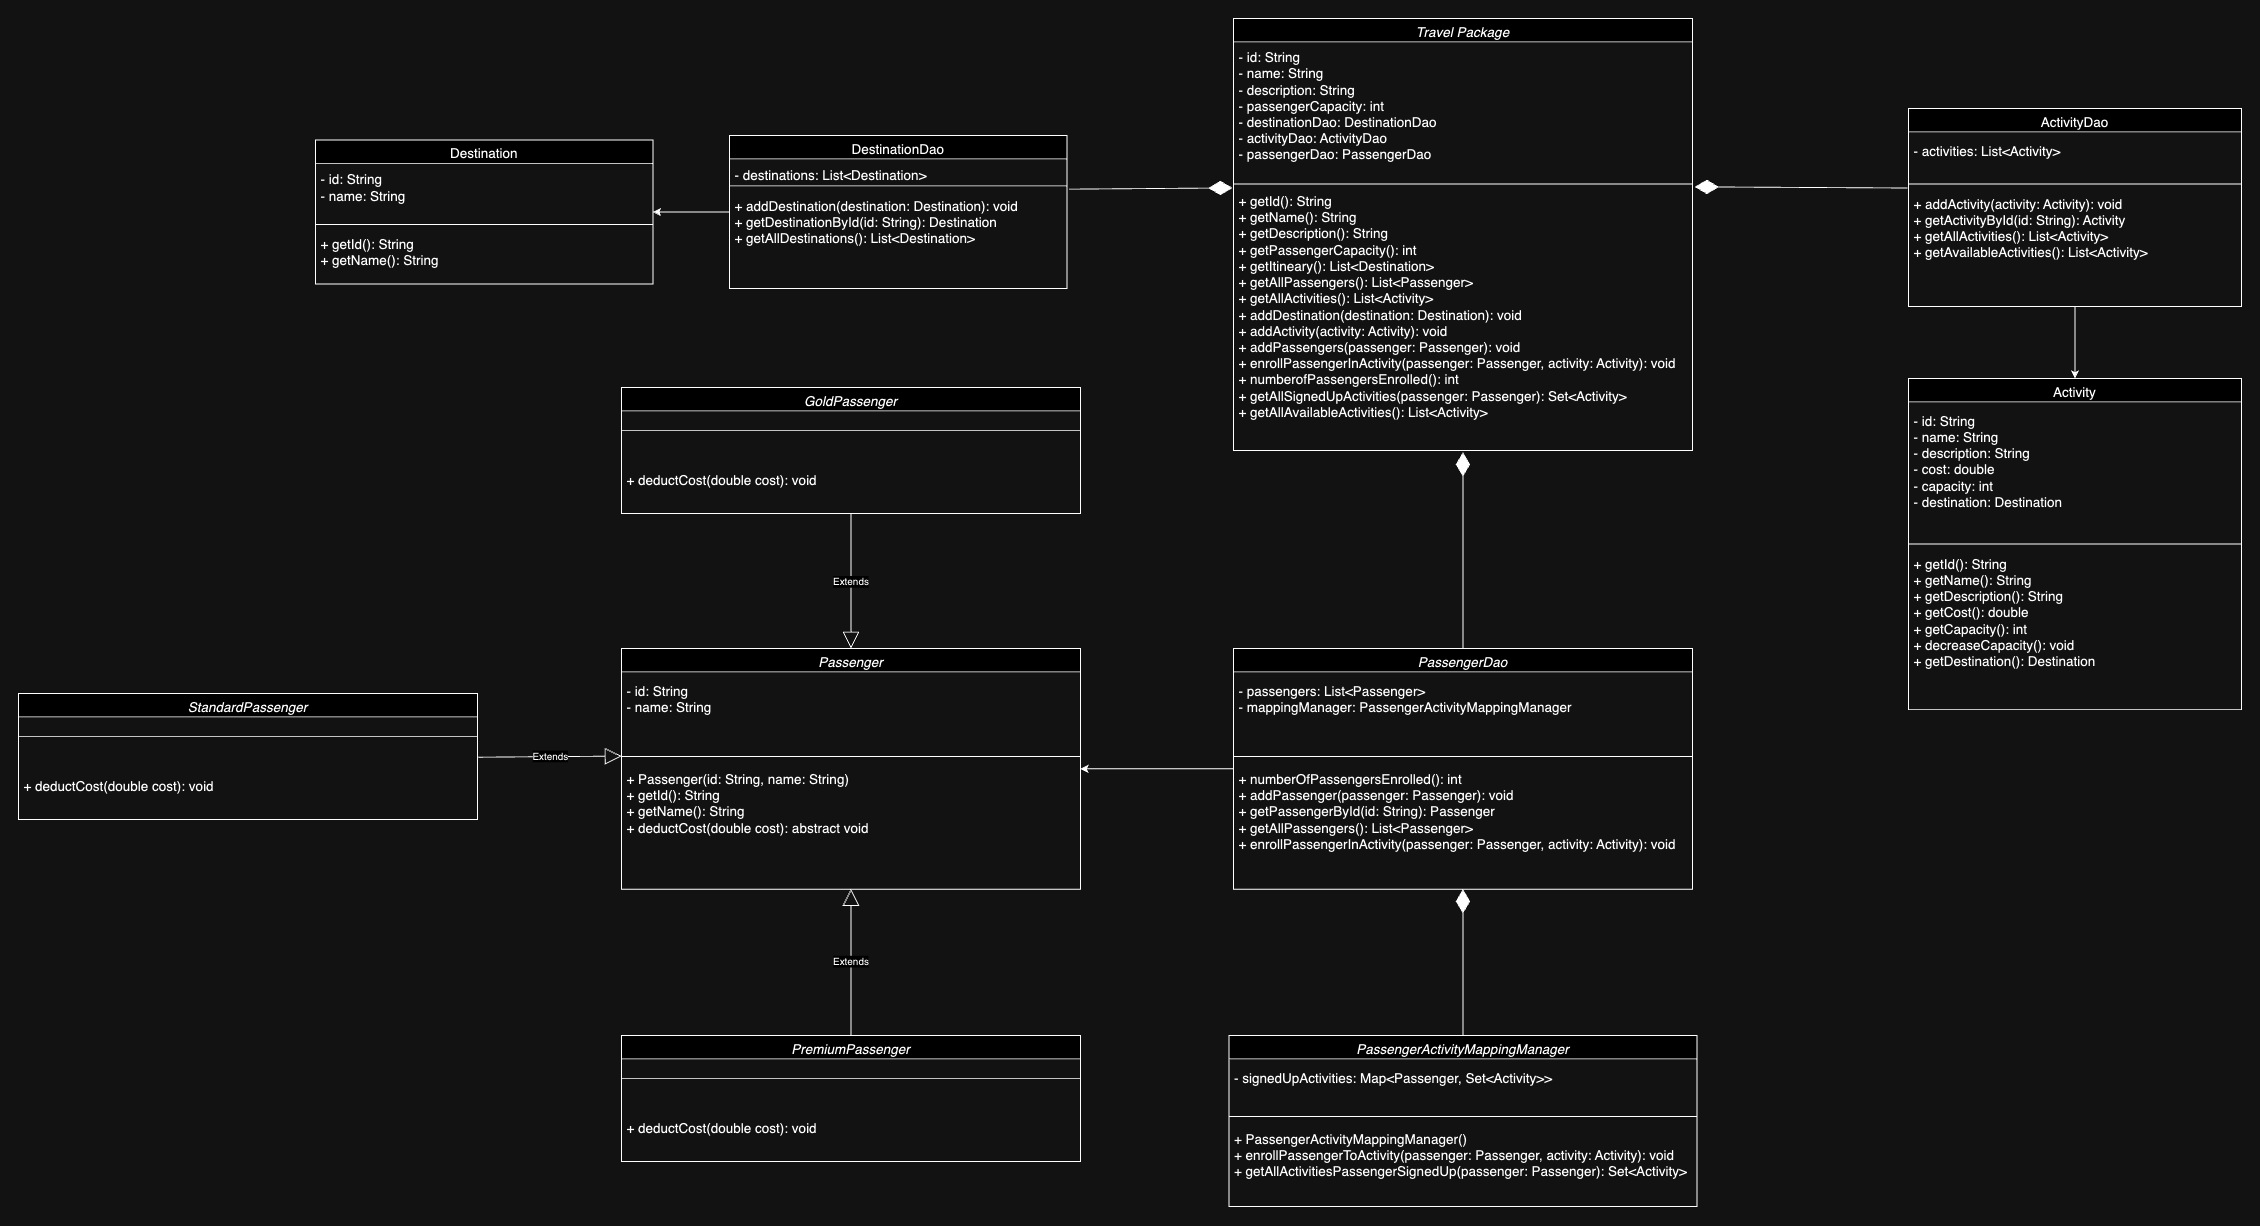 Travel Package
- id: String
- name: String
- description: String
- passengerCapacity: int
- destinationDao: DestinationDao
- activityDao: ActivityDao
- passengerDao: PassengerDao
+ getId(): String
+ getName(): String
+ getDescription(): String
+ getPassengerCapacity(): int
+ getItineary(): List<Destination>
+ getAllPassengers(): List<Passenger>
+ getAllActivities(): List<Activity>
+ addDestination(destination: Destination): void
+ addActivity(activity: Activity): void
+ addPassengers(passenger: Passenger): void
+ enrollPassengerInActivity(passenger: Passenger, activity: Activity): void
+ numberofPassengersEnrolled(): int
+ getAllSignedUpActivities(passenger: Passenger): Set<Activity>
+ getAllAvailableActivities(): List<Activity>
Destination
- id: String
- name: String
+ getId(): String
+ getName(): String
DestinationDao
- destinations: List<Destination>
+ addDestination(destination: Destination): void
+ getDestinationById(id: String): Destination
+ getAllDestinations(): List<Destination>
ActivityDao
- activities: List<Activity>
+ addActivity(activity: Activity): void
+ getActivityById(id: String): Activity
+ getAllActivities(): List<Activity>
+ getAvailableActivities(): List<Activity>
Activity
- id: String
- name: String
- description: String
- cost: double
- capacity: int
- destination: Destination
+ getId(): String
+ getName(): String
+ getDescription(): String
+ getCost(): double
+ getCapacity(): int
+ decreaseCapacity(): void
+ getDestination(): Destination
GoldPassenger
+ deductCost(double cost): void
Extends
StandardPassenger
+ deductCost(double cost): void
Extends
Passenger
- id: String
- name: String
+ Passenger(id: String, name: String)
+ getId(): String
+ getName(): String
+ deductCost(double cost): abstract void
PassengerDao
- passengers: List<Passenger>
- mappingManager: PassengerActivityMappingManager
+ numberOfPassengersEnrolled(): int
+ addPassenger(passenger: Passenger): void
+ getPassengerById(id: String): Passenger
+ getAllPassengers(): List<Passenger>
+ enrollPassengerInActivity(passenger: Passenger, activity: Activity): void
Extends
PremiumPassenger
+ deductCost(double cost): void
PassengerActivityMappingManager
- signedUpActivities: Map<Passenger, Set<Activity>>
+ PassengerActivityMappingManager()
+ enrollPassengerToActivity(passenger: Passenger, activity: Activity): void
+ getAllActivitiesPassengerSignedUp(passenger: Passenger): Set<Activity>